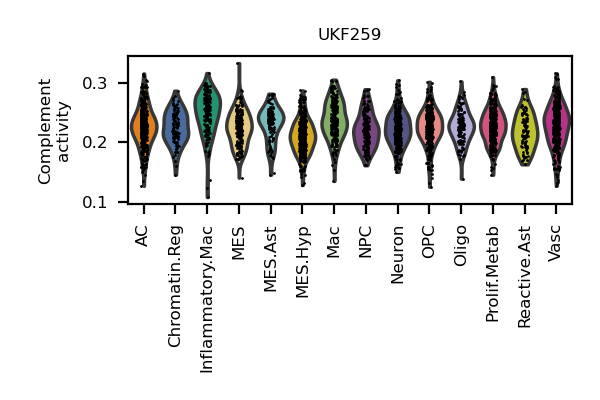 UKF259
Complement
activity
0.3
0.2
0.1
AC
Chromatin.Reg
Inflammatory.Mac
MES
MES.Ast
MES.Hyp
Mac
NPC
Neuron
OPC
Oligo
Prolif.Metab
Reactive.Ast
Vasc